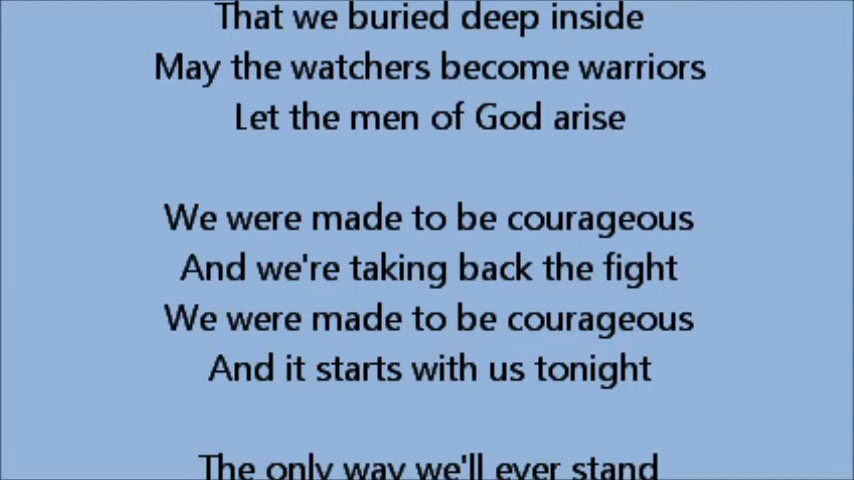 That we buried deep inside
May the watchers become warriors
Let the men of God arise
We were made to be courageous
And we're taking back the fight
We were made to be courageous
And it starts with us tonight
The only way we'll ever stand